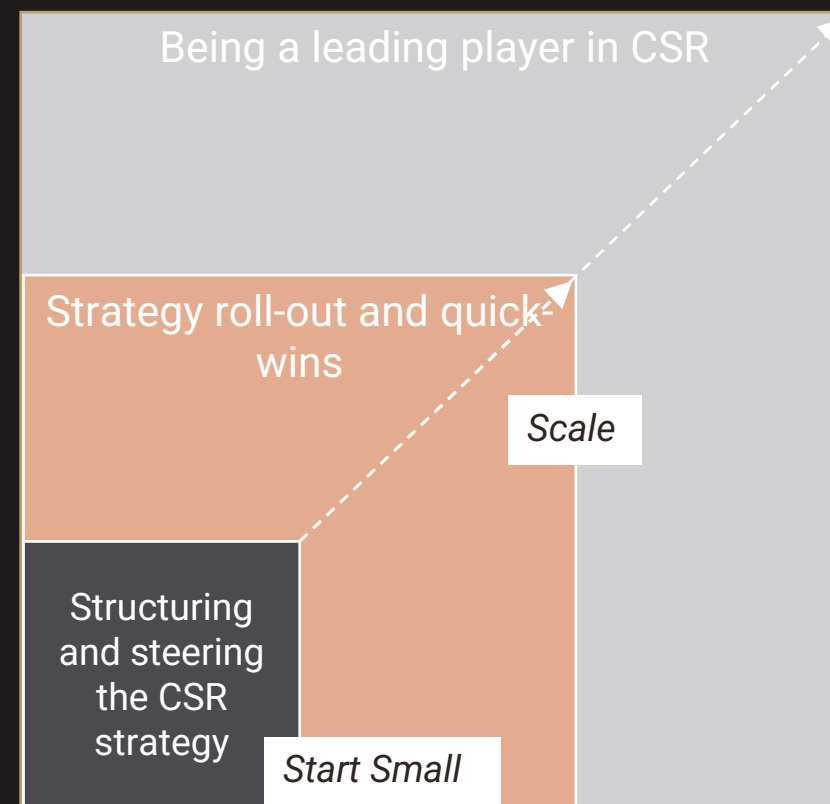 Being a leading player in CSR
Strategy roll-out and quick-
wins
Scale
Structuring
and steering
the CSR
strategy
Start Small